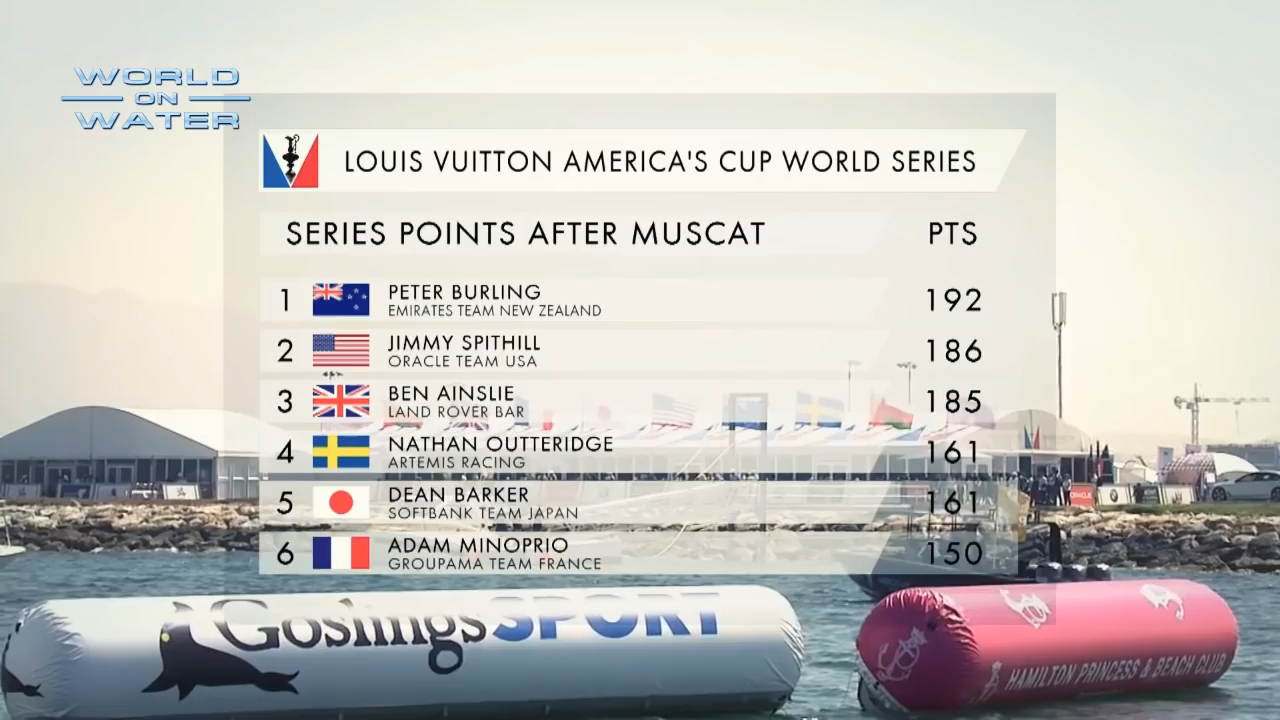 WORLD
ON
WATER
LOUIS VUITTON AMERICA'S CUP WORLD SERIES
SERIES POINTS AFTER MUSCAT PTS
1 PETER BURLING 192
EMIRATES TEAM NEW ZEALAND
2 JIMMY SPITHILL 186
ORACLE TEAM USA
3 BEN AINSLIE 185
LAND ROVER BAR
4 NATHAN OUTTERIDGE 161
ARTEMIS RACING
5 DEAN BARKER 161
SOFTBANK TEAM JAPAN
6 ADAM MINOPRIO 150
GROUPAMA TEAM FRANCE
ORACLE
Goslings SPORT
HAMILTON PRINCESS & BEACH CLUB